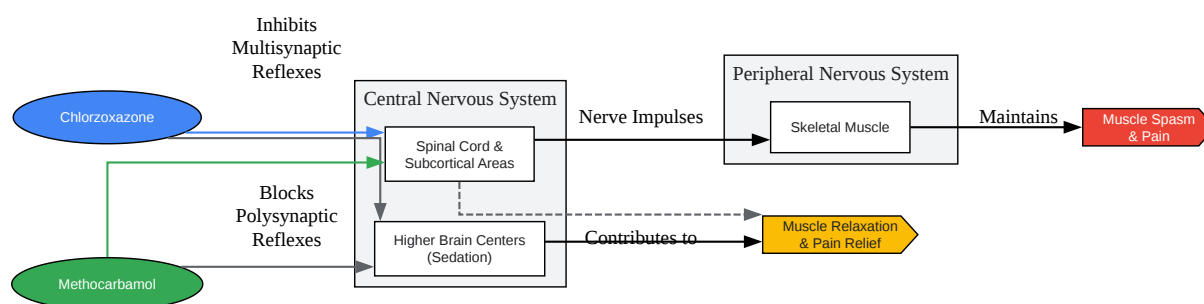 Inhibits
Multisynaptic
Reflexes
Chlorzoxazone
Central Nervous System
Spinal Cord &
Subcortical Areas
Nerve Impulses
Peripheral Nervous System
Skeletal Muscle
Maintains
Muscle Spasm
& Pain
Blocks
Polysynaptic
Reflexes
Higher Brain Centers
(Sedation)
Contributes to
Muscle Relaxation
& Pain Relief
Methocarbamol